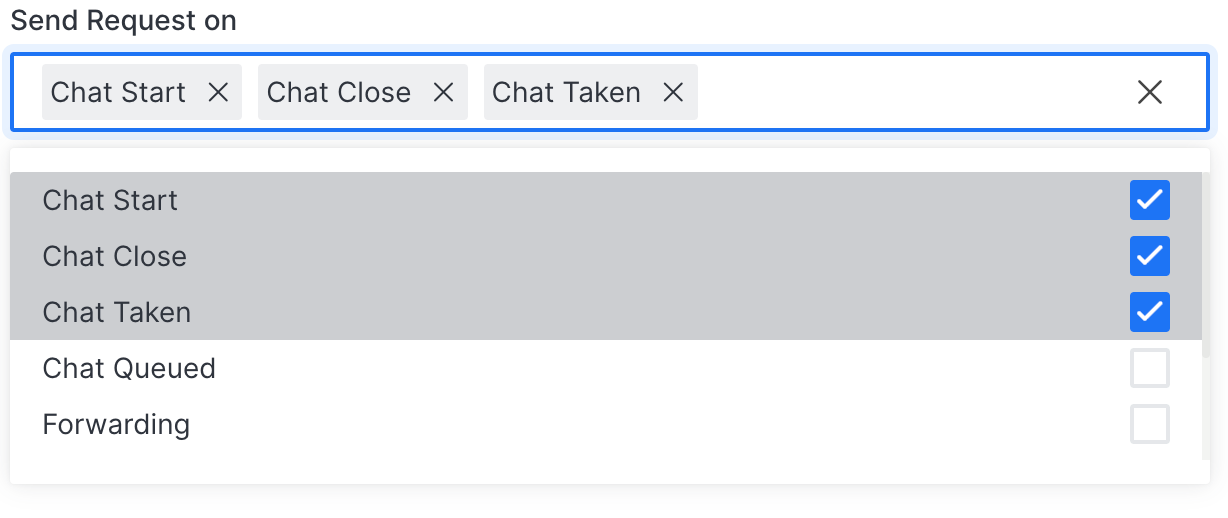 Send Request on
Chat Start Chat Close Chat Taken
Chat Start
Chat Close
Chat Taken
Chat Queued
Forwarding